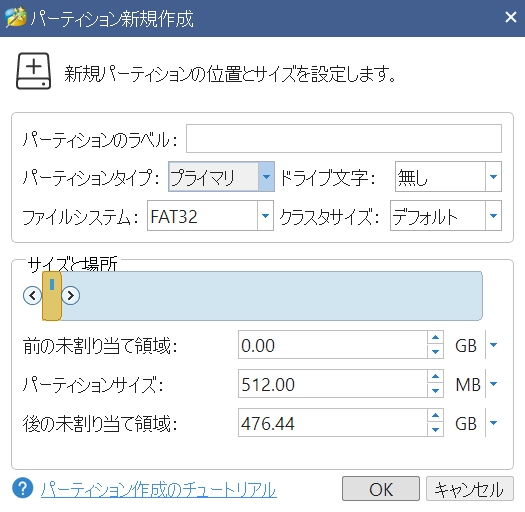 パーティション新規作成
新規パーティションの位置とサイズを設定します。
パーティションのラベル:
パーティションタイプ: プライマリ ドライブ文字: 無し
ファイルシステム: FAT32 クラスタサイズ: デフォルト
サイズと場所
前の未割り当て領域: 0.00 GB
パーティションサイズ: 512.00 MB
後の未割り当て領域: 476.44 GB
パーティション作成のチュートリアル OK キャンセル